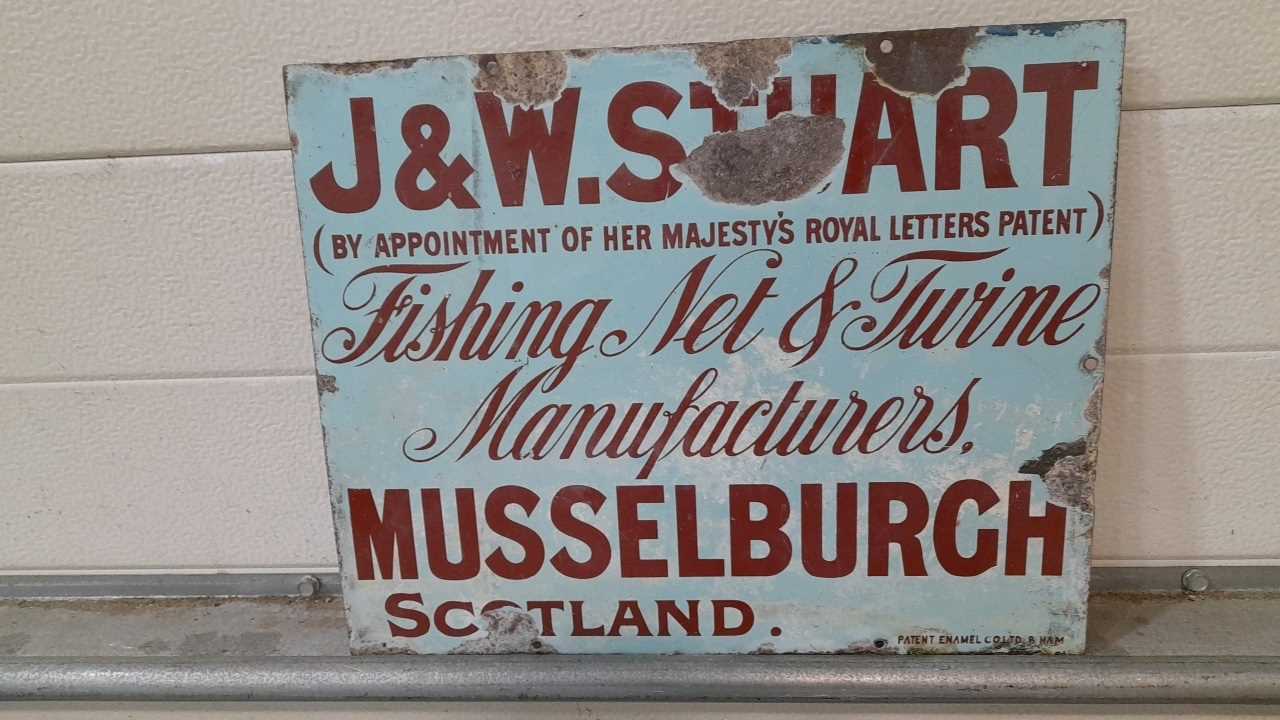 J & W. STUART
(BY APPOINTMENT OF HER MAJESTY'S ROYAL LETTERS PATENT)
Fishing Net & Twine
Manufacturers,
MUSSELBURGH
SCOTLAND.
PATENT ENAMEL CO LTD B'HAM